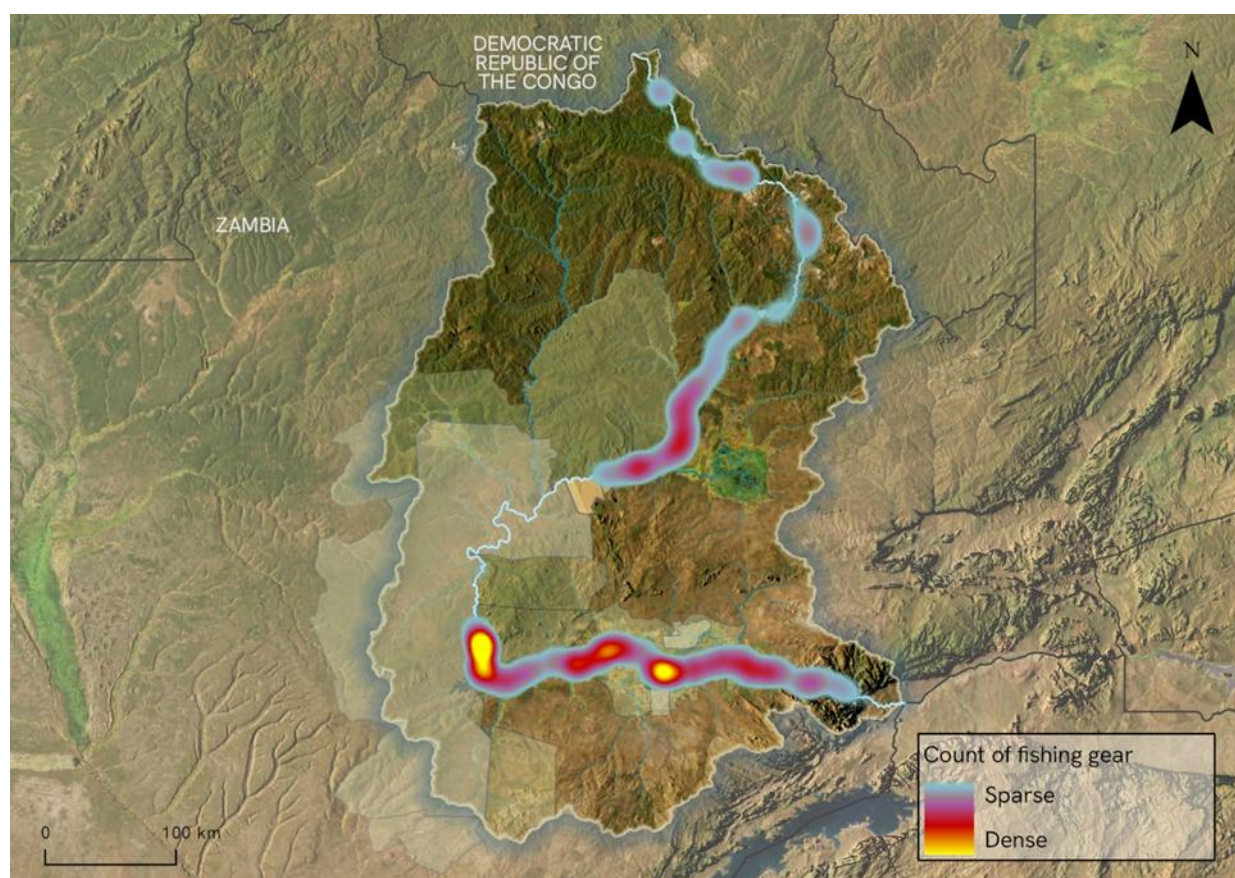 DEMOCRATIC
REPUBLIC OF
THE CONGO
N
ZAMBIA
Count of fishing gear
Sparse
Dense
0 100 km